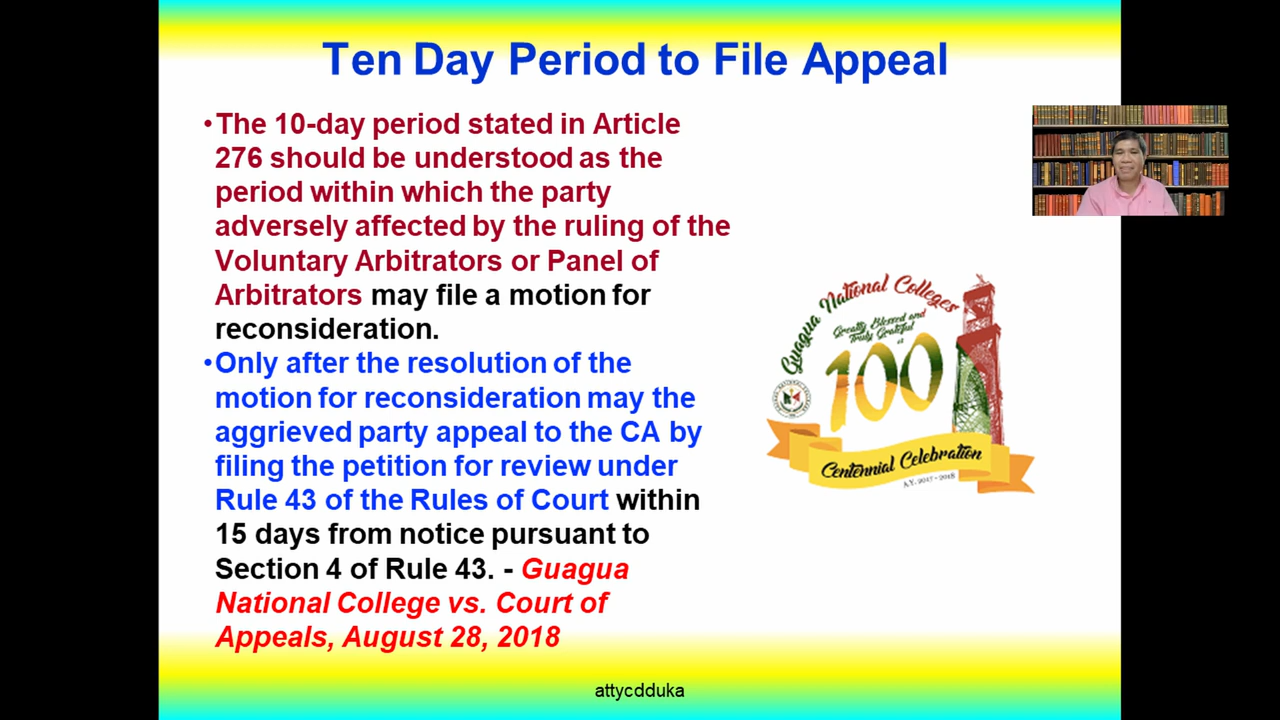 Ten Day Period to File Appeal
•The 10-day period stated in Article
276 should be understood as the
period within which the party
adversely affected by the ruling of the
Voluntary Arbitrators or Panel of
Arbitrators may file a motion for
reconsideration.
•Only after the resolution of the
motion for reconsideration may the
aggrieved party appeal to the CA by
filing the petition for review under
Rule 43 of the Rules of Court within
15 days from notice pursuant to
Section 4 of Rule 43. - Guagua
National College vs. Court of
Appeals, August 28, 2018
Guagua National Colleges
Greatly Blessed and
Truly Grateful
at
100
Centennial Celebration
A.Y. 2017 - 2018
attycdduka